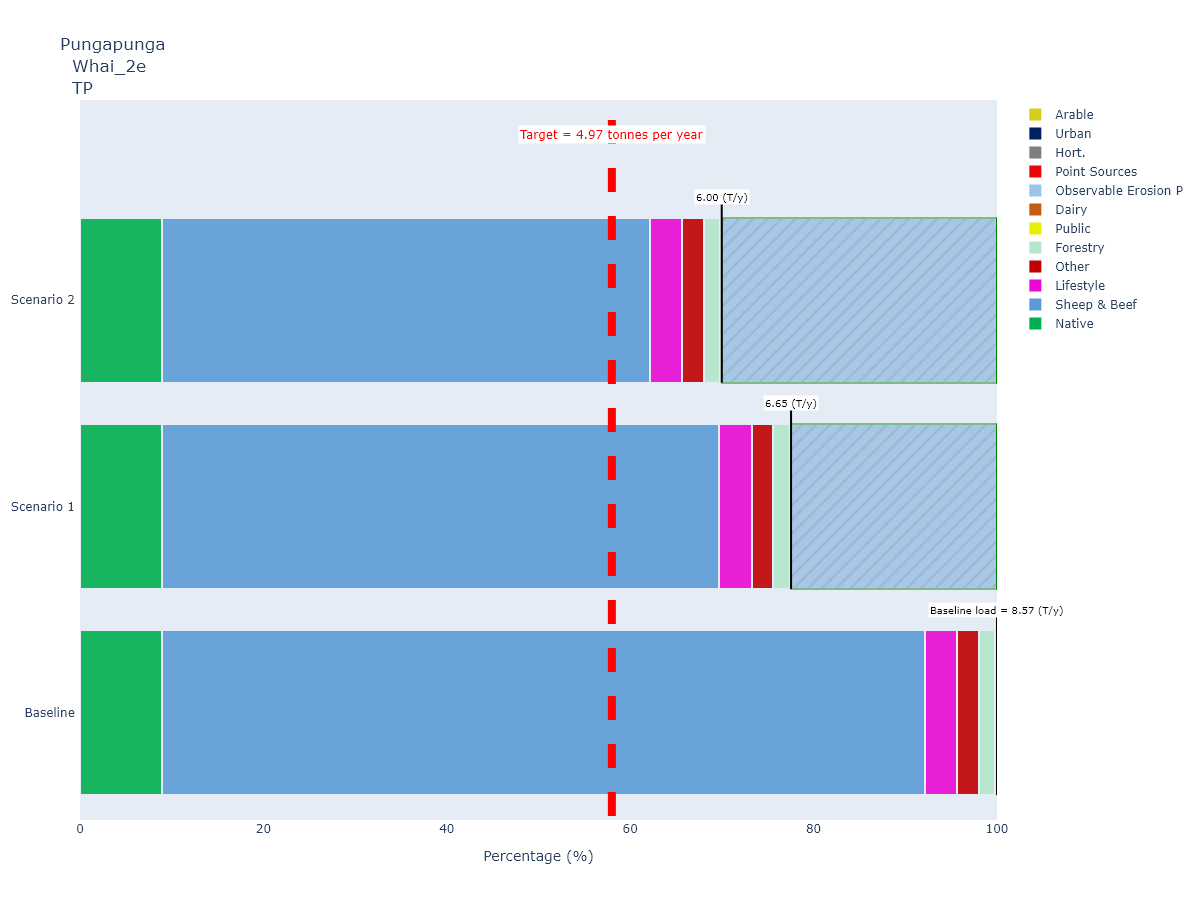 Pungapunga
Whai_2e
TP
Target = 4.97 tonnes per year
6.00 (T/y)
Scenario 2
6.65 (T/y)
Scenario 1
Baseline load = 8.57 (T/y)
Baseline
0 20 40 60 80 100
Percentage (%)
Arable
Urban
Hort.
Point Sources
Observable Erosion P
Dairy
Public
Forestry
Other
Lifestyle
Sheep & Beef
Native